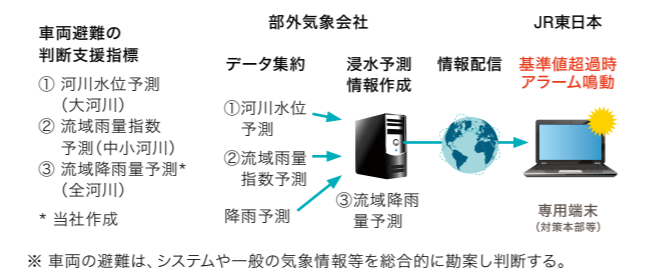 車両避難の
判断支援指標
① 河川水位予測
（大河川）
② 流域雨量指数
予測（中小河川）
③ 流域降雨量予測*
（全河川）
* 当社作成
部外気象会社
データ集約
浸水予測
情報作成
情報配信
①河川水位
予測
②流域雨量
指数予測
降雨予測
③流域降雨
量予測
JR東日本
基準値超過時
アラーム鳴動
専用端末
（対策本部等）
※ 車両の避難は、システムや一般の気象情報等を総合的に勘案し判断する。